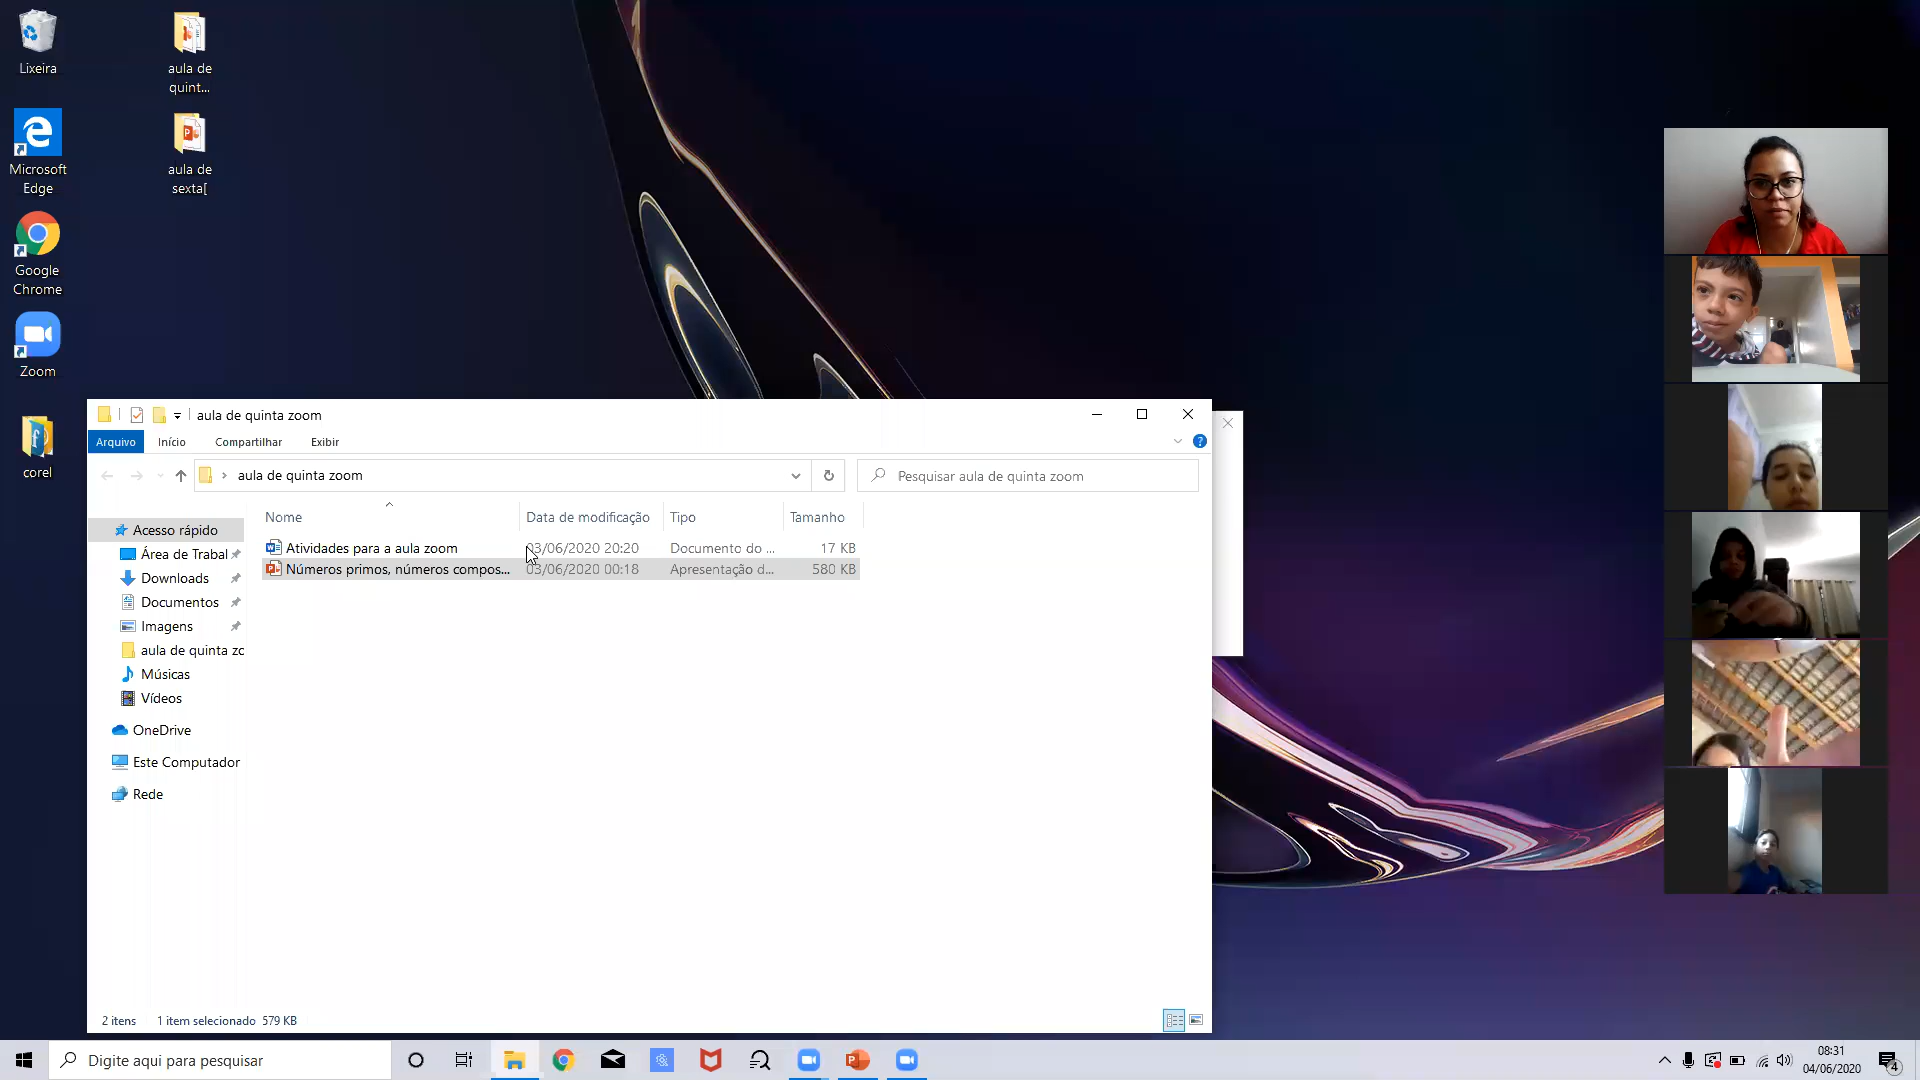 Lixeira
aula de
quint...
Microsoft
Edge
aula de
sexta[
Google
Chrome
Zoom
corel
aula de quinta zoom
Arquivo
Início
Compartilhar
Exibir
aula de quinta zoom
Pesquisar aula de quinta zoom
Nome
Data de modificação
Tipo
Tamanho
Acesso rápido
Área de Trabal
Downloads
Documentos
Imagens
aula de quinta zc
Músicas
Vídeos
OneDrive
Este Computador
Rede
Atividades para a aula zoom 03/06/2020 20:20 Documento do ... 17 KB
Números primos, números compos... 03/06/2020 00:18 Apresentação d... 580 KB
2 itens 1 item selecionado 579 KB
Digite aqui para pesquisar
08:31
04/06/2020
4